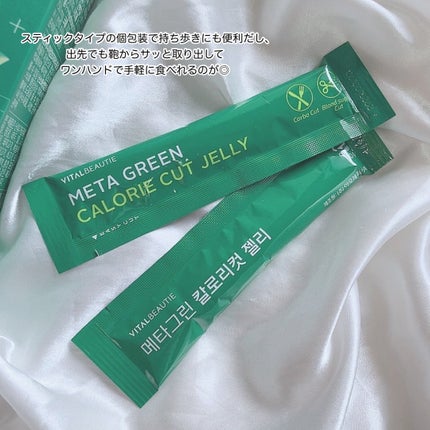 スティックタイプの個包装で持ち歩きにも便利だし、
出先でも鞄からサッと取り出して
ワンハンドで手軽に食べれるのが◎
VITALBEAUTIE
META GREEN
CALORIE CUT JELLY
Carbo Cut
Cut
EASY CUT
VITALBEAUTIE
메타그린 칼로리컷 젤리